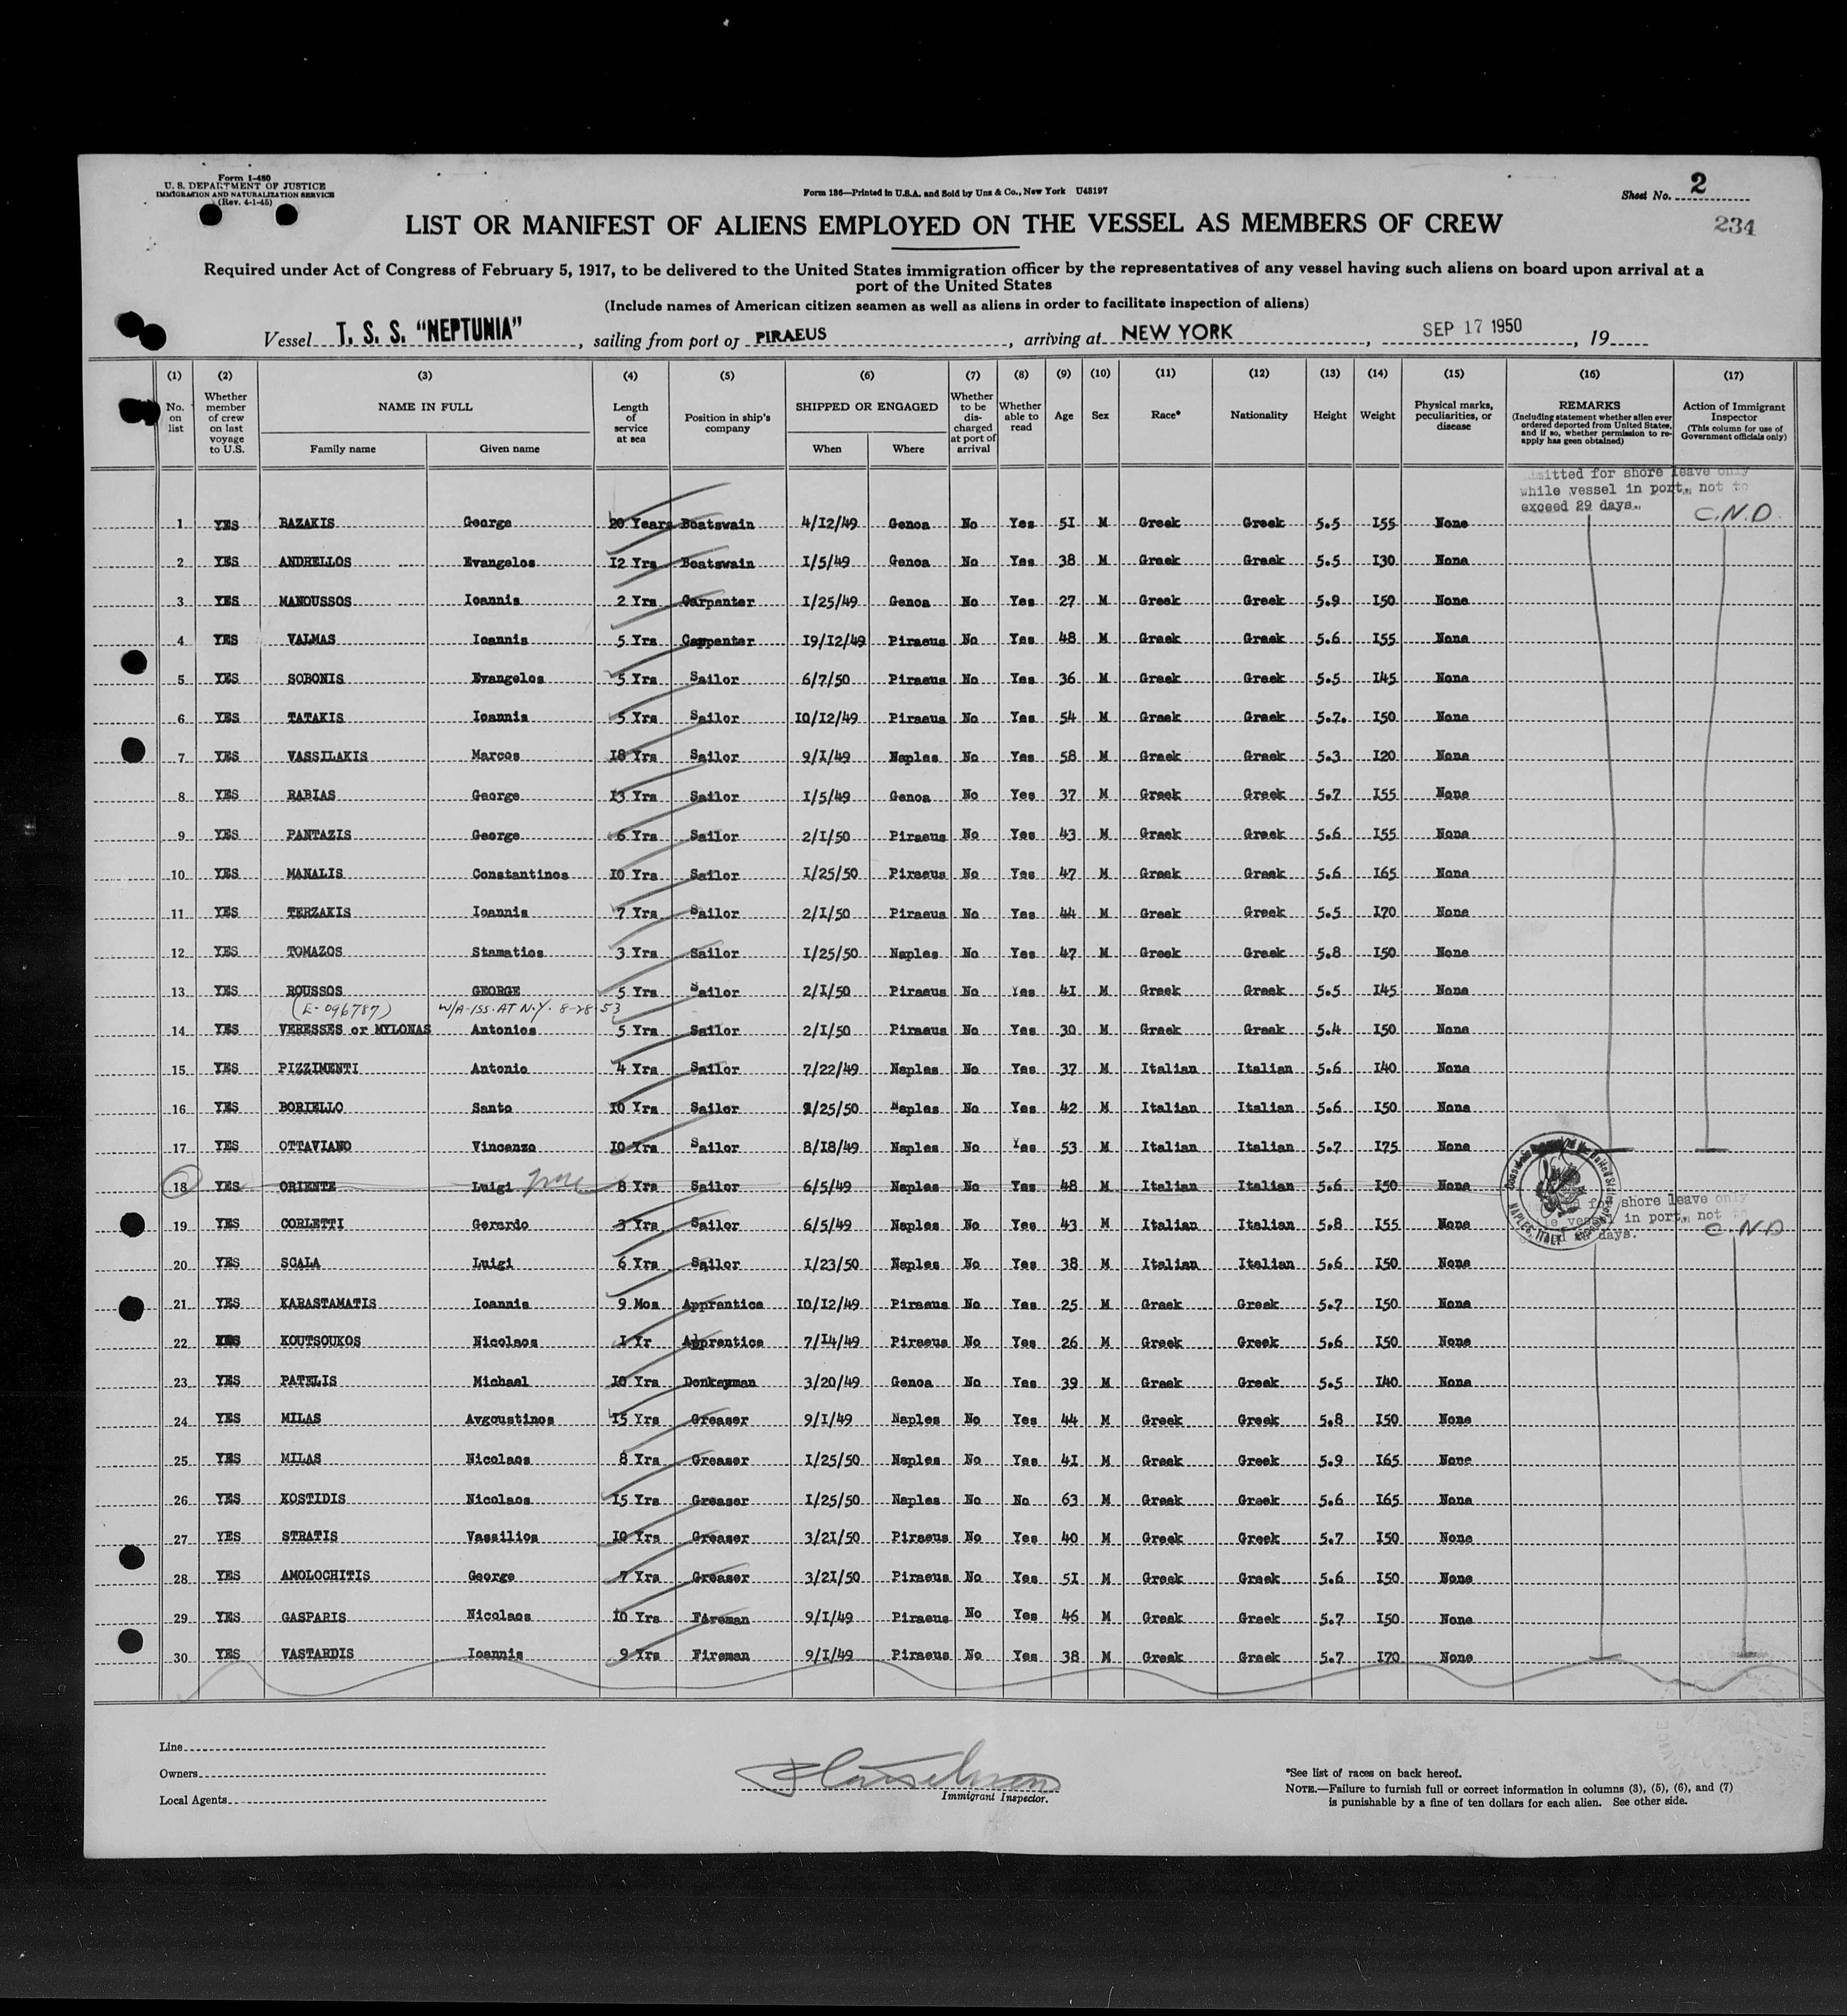 Form I-480
U. S. DEPARTMENT OF JUSTICE
IMMIGRATION AND NATURALIZATION SERVICE
(Rev. 4-1-45)
Form 186—Printed in U.S.A. and Sold by Unz & Co., New York U48197
Sheet No. 2
234
LIST OR MANIFEST OF ALIENS EMPLOYED ON THE VESSEL AS MEMBERS OF CREW
Required under Act of Congress of February 5, 1917, to be delivered to the United States immigration officer by the representatives of any vessel having such aliens on board upon arrival at a
port of the United States
(Include names of American citizen seamen as well as aliens in order to facilitate inspection of aliens)
Vessel T. S. S. "NEPTUNIA", sailing from port of PIRAEUS, arriving at NEW YORK, SEP 17 1950, 19
(1) (2) (3) (4) (5) (6) (7) (8) (9) (10) (11) (12) (13) (14) (15) (16) (17)
No. on list
Whether member of crew on last voyage to U.S.
NAME IN FULL
Family name Given name
Length of service at sea
Position in ship's company
SHIPPED OR ENGAGED
When Where
Whether to be discharged at port of arrival
Whether able to read
Age Sex Race* Nationality Height Weight
Physical marks, peculiarities, or disease
REMARKS
(Including statement whether alien ever ordered deported from United States, and if so, whether permission to re-apply has geen obtained)
Action of Immigrant Inspector
(This column for use of Government officials only)
mitted for shore leave only
while vessel in port, not to
exceed 29 days.
C.N.D.
1 YES BAZAKIS George 20 Years Boatswain 4/12/49 Genoa No Yes 51 M Greek Greek 5.5 155 None
2 YES ANDRELLOS Evangelos 12 Yrs Boatswain 1/5/49 Genoa No Yes 38 M Greek Greek 5.5 130 None
3 YES MANOUSSOS Ioannis 2 Yrs Carpenter 1/25/49 Genoa No Yes 27 M Greek Greek 5.9 150 None
4 YES VALMAS Ioannis 5 Yrs Carpenter 19/12/49 Piraeus No Yes 48 M Greek Greek 5.6 155 None
5 YES SOBONIS Evangelos 5 Yrs Sailor 6/7/50 Piraeus No Yes 36 M Greek Greek 5.5 145 None
6 YES TATAKIS Ioannis 5 Yrs Sailor 10/12/49 Piraeus No Yes 54 M Greek Greek 5.7. 150 None
7 YES VASSILAKIS Marcos 18 Yrs Sailor 9/1/49 Naples No Yes 58 M Greek Greek 5.3 120 None
8 YES RABIAS George 13 Yrs Sailor 1/5/49 Genoa No Yes 37 M Greek Greek 5.7 155 None
9 YES PANTAZIS George 6 Yrs Sailor 2/1/50 Piraeus No Yes 43 M Greek Greek 5.6 155 None
10 YES MANALIS Constantinos 10 Yrs Sailor 1/25/50 Piraeus No Yes 47 M Greek Greek 5.6 165 None
11 YES TERZAKIS Ioannis 7 Yrs Sailor 2/1/50 Piraeus No Yes 44 M Greek Greek 5.5 170 None
12 YES TOMAZOS Stamatios 3 Yrs Sailor 1/25/50 Naples No Yes 47 M Greek Greek 5.8 150 None
13 YES ROUSSOS GEORGE 5 Yrs Sailor 2/1/50 Piraeus No Yes 41 M Greek Greek 5.5 145 None
(E-096787) W/A-ISS. AT N.Y. 8-28-53
14 YES VERESSES or MYLONAS Antonios 5 Yrs Sailor 2/1/50 Piraeus No Yes 30 M Greek Greek 5.4 150 None
15 YES PIZZIMENTI Antonio 4 Yrs Sailor 7/22/49 Naples No Yes 37 M Italian Italian 5.6 140 None
16 YES BORIELLO Santo 10 Yrs Sailor /25/50 Naples No Yes 42 M Italian Italian 5.6 150 None
17 YES OTTAVIANO Vincenzo 10 Yrs Sailor 8/18/49 Naples No Yes 53 M Italian Italian 5.7 175 None
18 YES ORIENTE Luigi 8 Yrs Sailor 6/5/49 Naples No Yes 48 M Italian Italian 5.6 150 None
for shore leave only
vessel in port, not to
days.
NAPLES, ITALY
C.N.D
19 YES CORLETTI Gerardo 3 Yrs Sailor 6/5/49 Naples No Yes 43 M Italian Italian 5.8 155 None
20 YES SCALA Luigi 6 Yrs Sailor 1/23/50 Naples No Yes 38 M Italian Italian 5.6 150 None
21 YES KARASTAMATIS Ioannis 9 Mos Apprentice 10/12/49 Piraeus No Yes 25 M Greek Greek 5.7 150 None
22 YES KOUTSOUKOS Nicolaos 1 Yr Apprentice 7/14/49 Piraeus No Yes 26 M Greek Greek 5.6 150 None
23 YES PATELIS Michael 10 Yrs Donkeyman 3/20/49 Genoa No Yes 39 M Greek Greek 5.5 140 None
24 YES MILAS Avgoustinos 15 Yrs Greaser 9/1/49 Naples No Yes 44 M Greek Greek 5.8 150 None
25 YES MILAS Nicolaos 8 Yrs Greaser 1/25/50 Naples No Yes 41 M Greek Greek 5.9 165 None
26 YES KOSTIDIS Nicolaos 15 Yrs Greaser 1/25/50 Naples No No 63 M Greek Greek 5.6 165 None
27 YES STRATIS Vassilios 10 Yrs Greaser 3/21/50 Piraeus No Yes 40 M Greek Greek 5.7 150 None
28 YES AMOLOCHITIS George 7 Yrs Greaser 3/21/50 Piraeus No Yes 51 M Greek Greek 5.6 150 None
29 YES GASPARIS Nicolaos 10 Yrs Fireman 9/1/49 Piraeus No Yes 46 M Greek Greek 5.7 150 None
30 YES VASTARDIS Ioannis 9 Yrs Fireman 9/1/49 Piraeus No Yes 38 M Greek Greek 5.7 170 None
Line
Owners
Local Agents
Immigrant Inspector.
*See list of races on back hereof.
NOTE.—Failure to furnish full or correct information in columns (3), (5), (6), and (7)
is punishable by a fine of ten dollars for each alien. See other side.